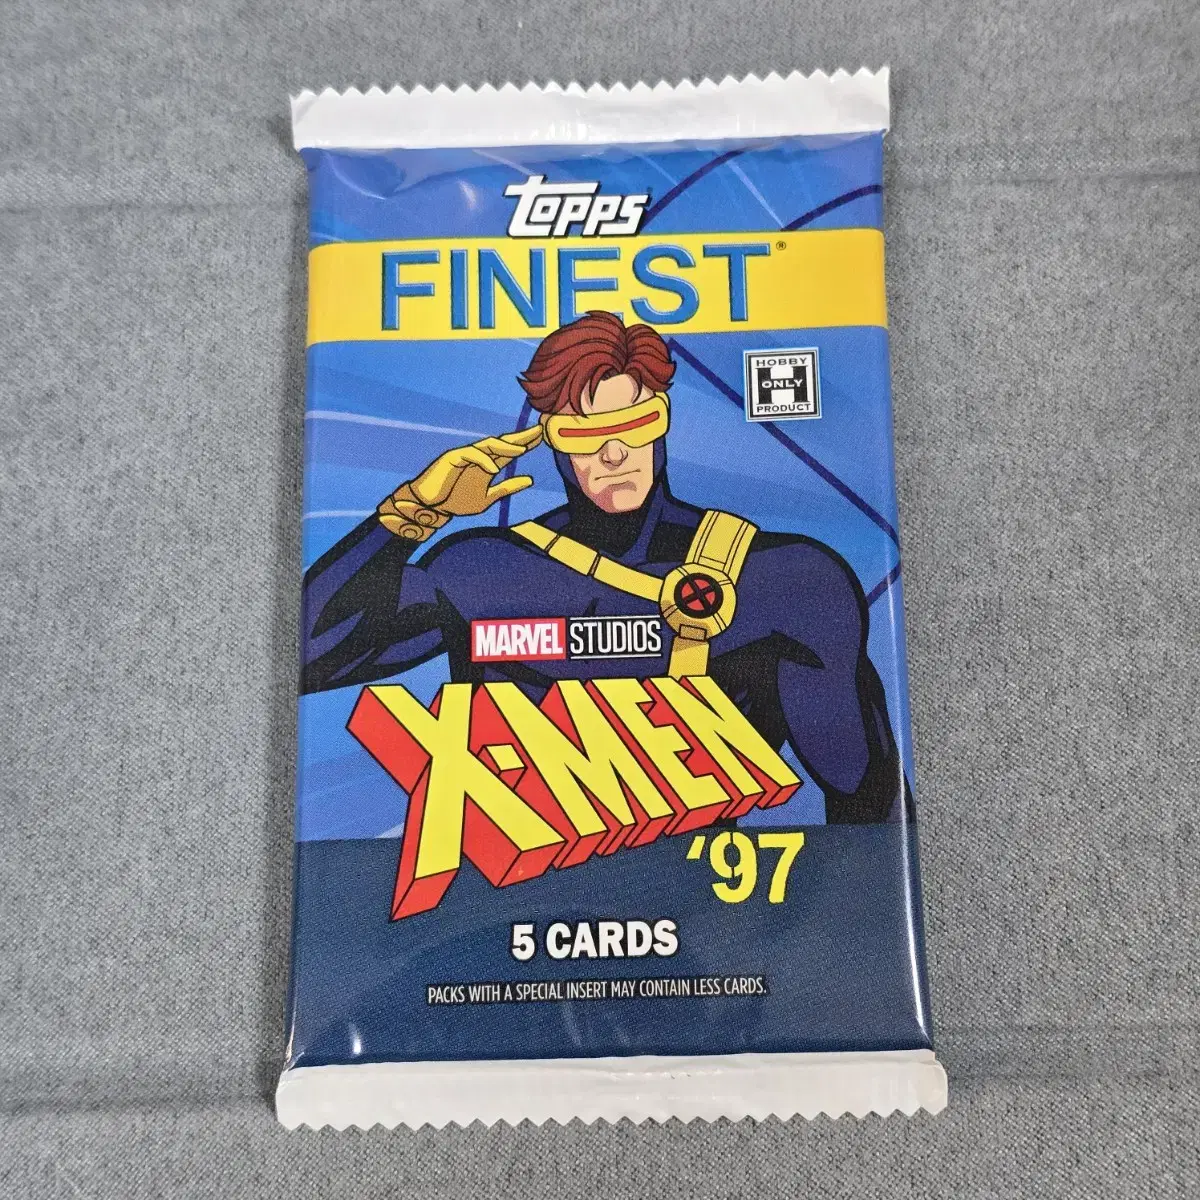 TOPPS
FINEST®
HOBBY
ONLY
PRODUCT
MARVEL STUDIOS
X-MEN
'97
5 CARDS
PACKS WITH A SPECIAL INSERT MAY CONTAIN LESS CARDS.